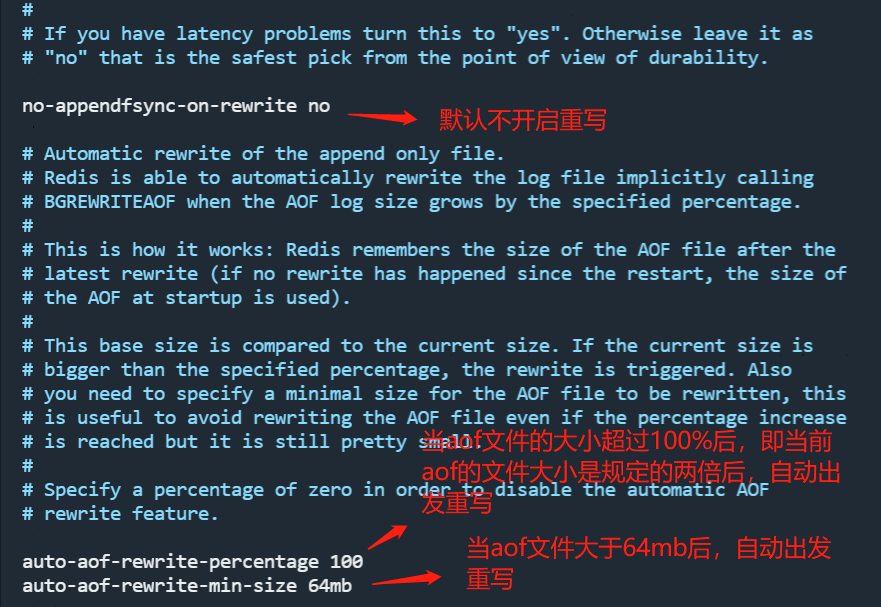 #
# If you have latency problems turn this to "yes". Otherwise leave it as
# "no" that is the safest pick from the point of view of durability.
no-appendfsync-on-rewrite no
默认不开启重写
# Automatic rewrite of the append only file.
# Redis is able to automatically rewrite the log file implicitly calling
# BGREWRITEAOF when the AOF log size grows by the specified percentage.
#
# This is how it works: Redis remembers the size of the AOF file after the
# latest rewrite (if no rewrite has happened since the restart, the size of
# the AOF at startup is used).
#
# This base size is compared to the current size. If the current size is
# bigger than the specified percentage, the rewrite is triggered. Also
# you need to specify a minimal size for the AOF file to be rewritten, this
# is useful to avoid rewriting the AOF file even if the percentage increase
# is reached but it is still pretty small.
当aof文件的大小超过100%后，即当前
aof的文件大小是规定的两倍后，自动出
发重写
#
# Specify a percentage of zero in order to disable the automatic AOF
# rewrite feature.
auto-aof-rewrite-percentage 100
auto-aof-rewrite-min-size 64mb
当aof文件大于64mb后，自动出发
重写